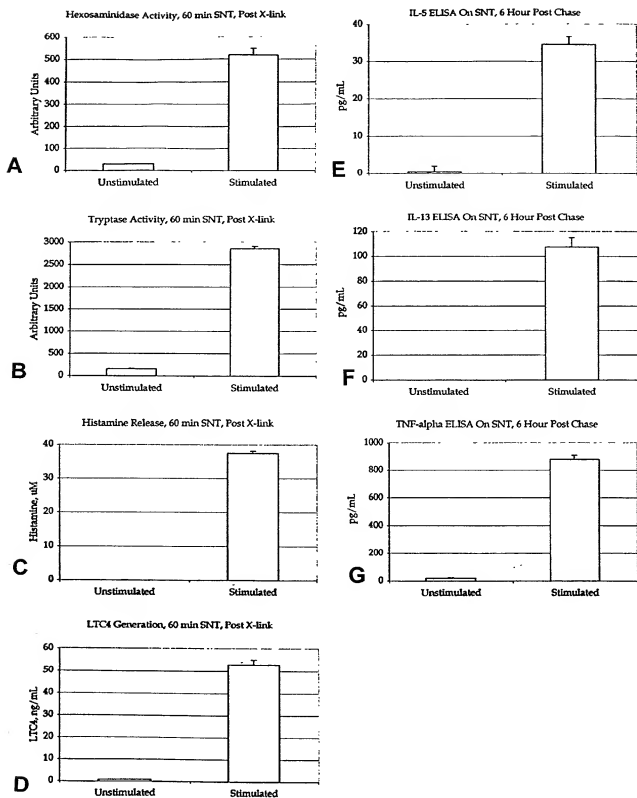 Hexosaminidase Activity, 60 min SNT, Post X-link
600
500
400
300
200
100
0
Arbitrary Units
Unstimulated
Stimulated
A
Tryptase Activity, 60 min SNT, Post X-link
3000
2500
2000
1500
1000
500
0
Arbitrary Units
Unstimulated
Stimulated
B
Histamine Release, 60 min SNT, Post X-link
40
30
20
10
0
Histamine, uM
Unstimulated
Stimulated
C
LTC4 Generation, 60 min SNT, Post X-link
60
50
40
30
20
10
0
LTC4, ng/mL
Unstimulated
Stimulated
D
IL-5 ELISA On SNT, 6 Hour Post Chase
40
30
20
10
0
pg/mL
Unstimulated
Stimulated
E
IL-13 ELISA On SNT, 6 Hour Post Chase
120
100
80
60
40
20
0
pg/mL
Unstimulated
Stimulated
F
TNF-alpha ELISA On SNT, 6 Hour Post Chase
1000
800
600
400
200
0
pg/mL
Unstimulated
Stimulated
G